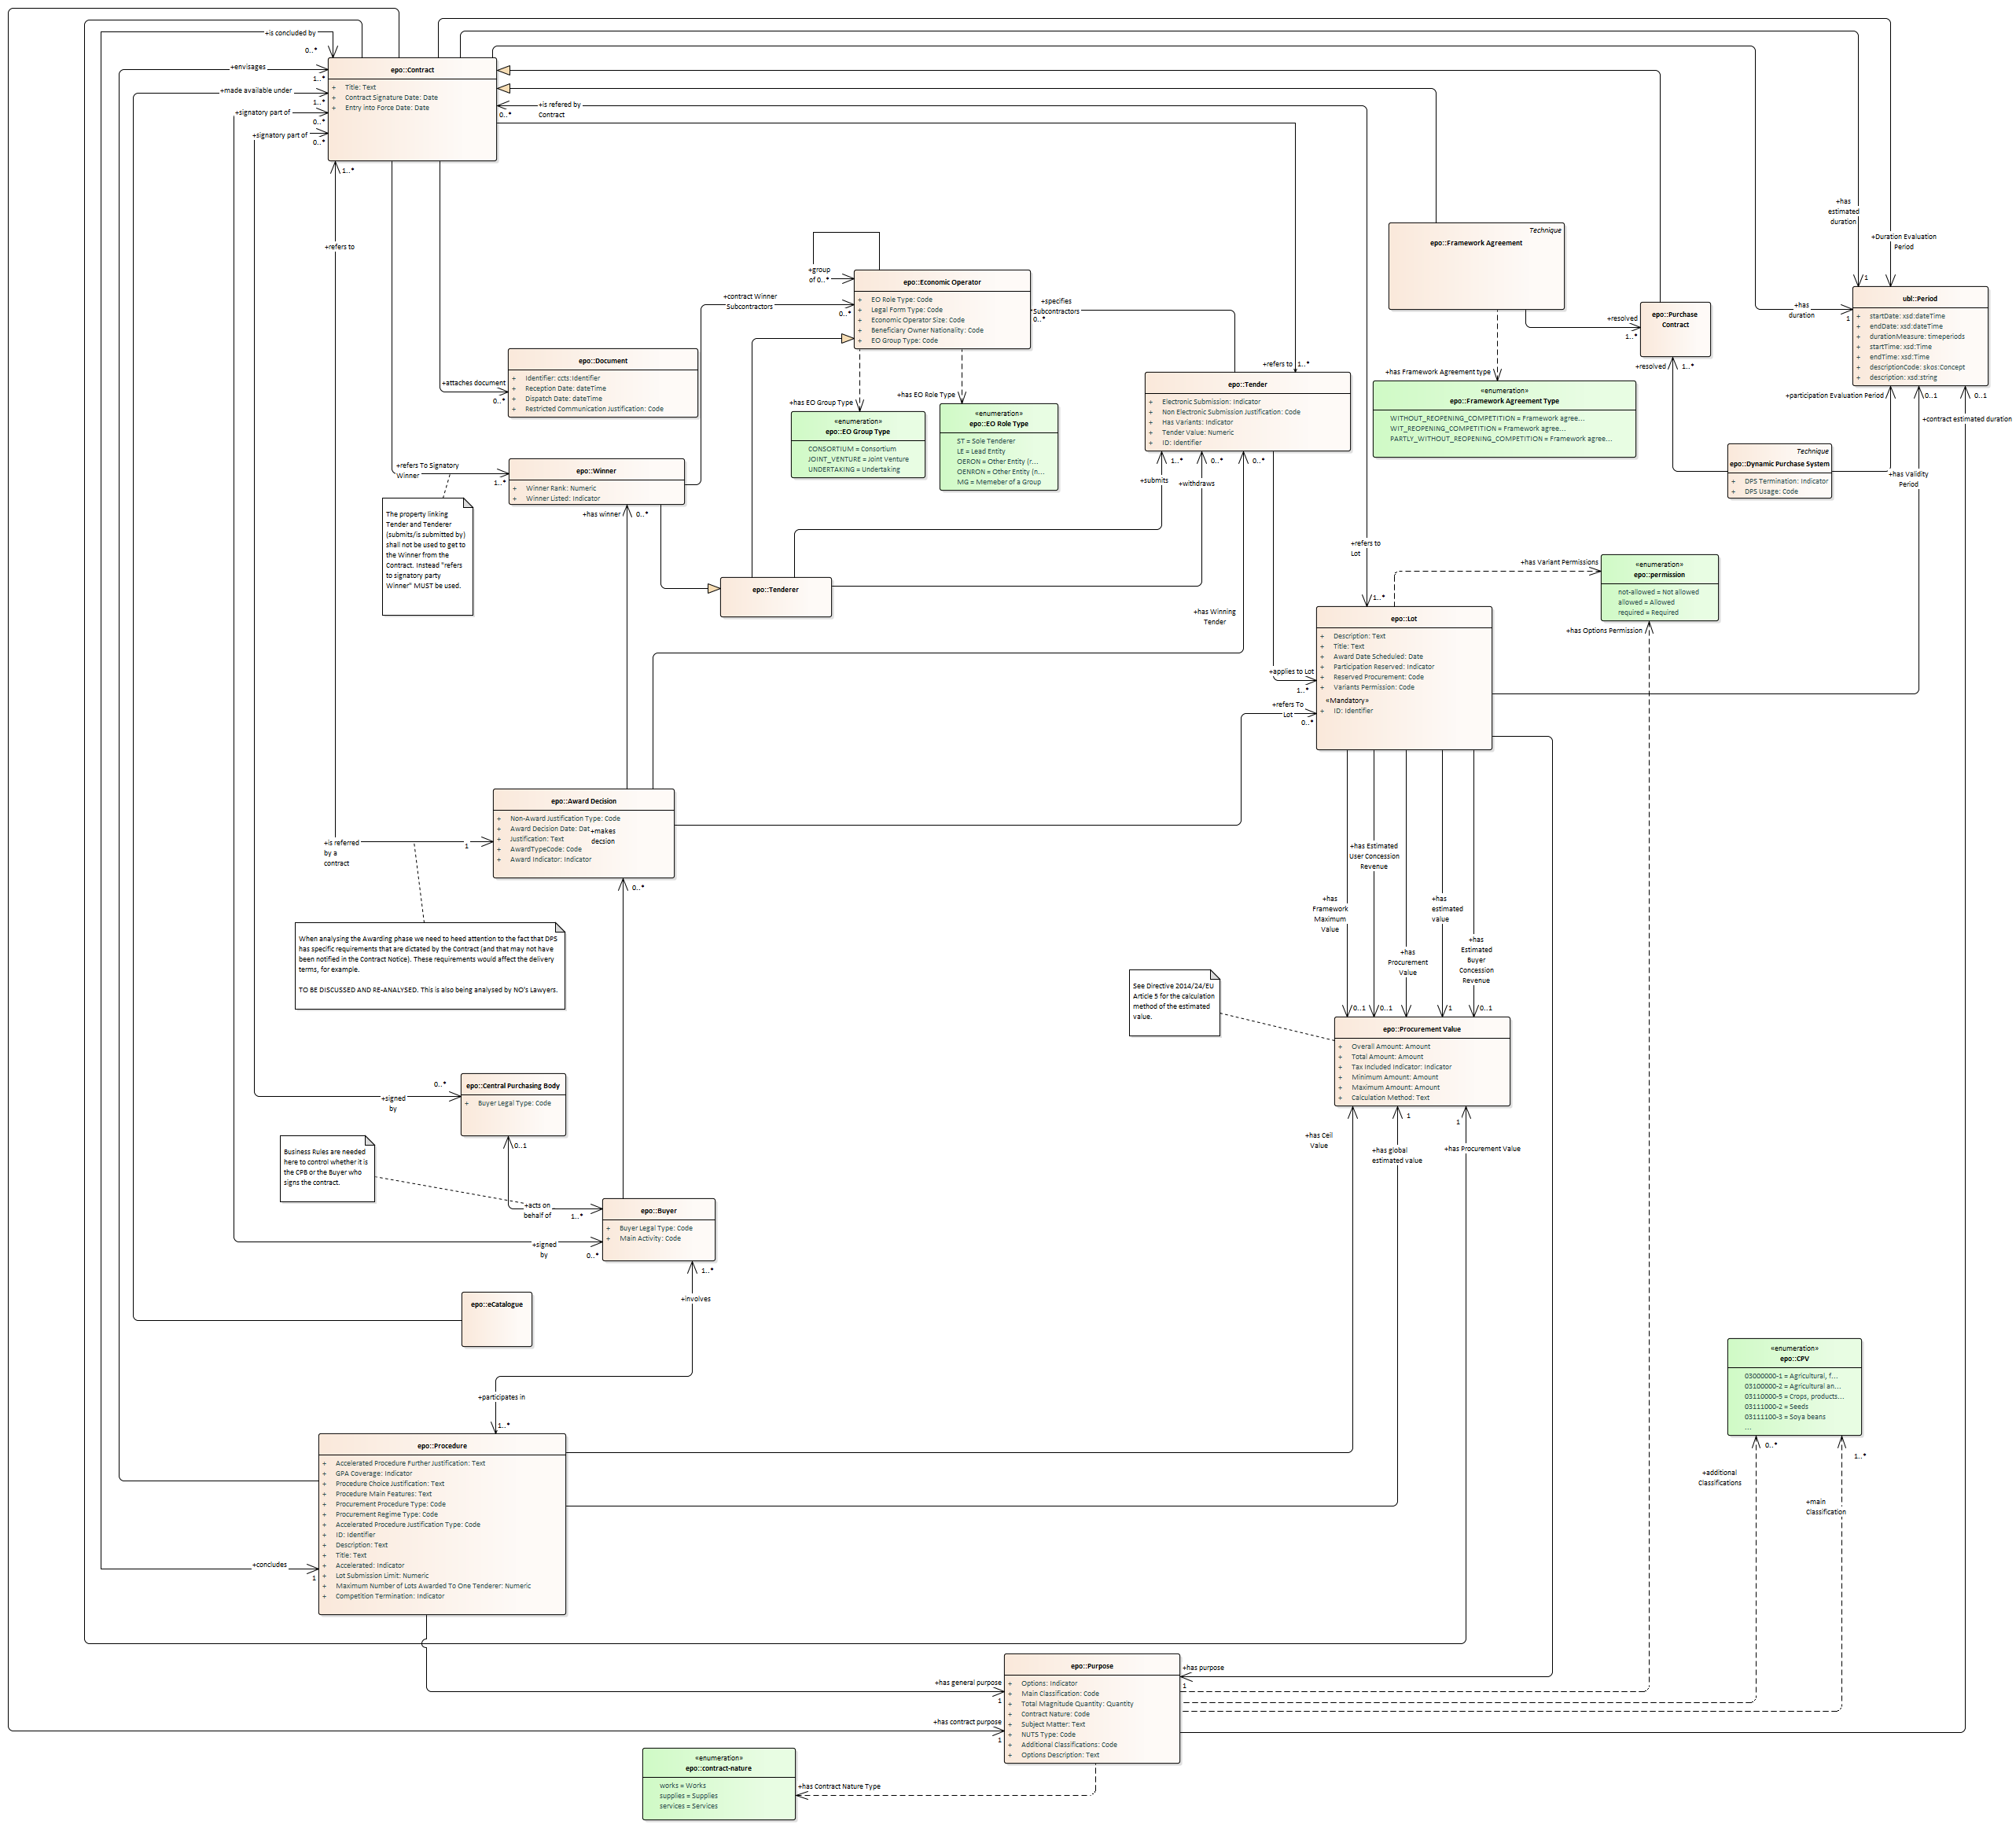 +is concluded by
0..*
+envisages
1..*
+made available under
1..*
+signatory part of
0..*
+signatory part of
0..*
epo::Contract
+ Title: Text
+ Contract Signature Date: Date
+ Entry into Force Date: Date
+is refered by
Contract
0..*
1..*
+refers to
+has
estimated
duration
1
+Duration Evaluation
Period
Technique
epo::Framework Agreement
+group
of 0..*
epo::Economic Operator
+ EO Role Type: Code
+ Legal Form Type: Code
+ Economic Operator Size: Code
+ Beneficiary Owner Nationality: Code
+ EO Group Type: Code
+contract Winner
Subcontractors
0..*
+specifies
Subcontractors
0..*
+has
duration
1
ubl::Period
+ startDate: xsd:dateTime
+ endDate: xsd:dateTime
+ durationMeasure: timeperiods
+ startTime: xsd:Time
+ endTime: xsd:Time
+ descriptionCode: skos:Concept
+ description: xsd:string
+resolved
1..*
epo::Purchase
Contract
+resolved
1..*
epo::Document
+ Identifier: ccts:Identifier
+ Reception Date: dateTime
+ Dispatch Date: dateTime
+ Restricted Communication Justification: Code
+attaches document
0..*
+refers to
1..*
epo::Tender
+ Electronic Submission: Indicator
+ Non Electronic Submission Justification: Code
+ Has Variants: Indicator
+ Tender Value: Numeric
+ ID: Identifier
+has Framework Agreement type
«enumeration»
epo::Framework Agreement Type
WITHOUT_REOPENING_COMPETITION = Framework agree...
WIT_REOPENING_COMPETITION = Framework agree...
PARTLY_WITHOUT_REOPENING_COMPETITION = Framework agree...
+participation Evaluation Period
0..1
0..1
+contract estimated duration
+has EO Group Type
«enumeration»
epo::EO Group Type
CONSORTIUM = Consortium
JOINT_VENTURE = Joint Venture
UNDERTAKING = Undertaking
+has EO Role Type
«enumeration»
epo::EO Role Type
ST = Sole Tenderer
LE = Lead Entity
OERON = Other Entity (r...
OENRON = Other Entity (n...
MG = Memeber of a Group
Technique
epo::Dynamic Purchase System
+ DPS Termination: Indicator
+ DPS Usage: Code
+has Validity
Period
+refers To Signatory
Winner
1..*
epo::Winner
+ Winner Rank: Numeric
+ Winner Listed: Indicator
+has winner
0..*
1..*
+submits
0..*
+withdraws
0..*
The property linking
Tender and Tenderer
(submits/is submitted by)
shall not be used to get to
the Winner from the
Contract. Instead "refers
to signatory party
Winner" MUST be used.
epo::Tenderer
+has Winning
Tender
+refers to
Lot
1..*
+has Variant Permissions
«enumeration»
epo::permission
not-allowed = Not allowed
allowed = Allowed
required = Required
+has Options Permission
epo::Lot
+ Description: Text
+ Title: Text
+ Award Date Scheduled: Date
+ Participation Reserved: Indicator
+ Reserved Procurement: Code
+ Variants Permission: Code
«Mandatory»
+ ID: Identifier
+applies to Lot
1..*
+refers To
Lot
0..*
epo::Award Decision
+ Non-Award Justification Type: Code
+ Award Decision Date: Dat
+ Justification: Text
+ AwardTypeCode: Code
+ Award Indicator: Indicator
+makes
decsion
0..*
+is referred
by a
contract
1
When analysing the Awarding phase we need to heed attention to the fact that DPS
has specific requirements that are dictated by the Contract (and that may not have
been notified in the Contract Notice). These requirements would affect the delivery
terms, for example.
TO BE DISCUSSED AND RE-ANALYSED. This is also being analysed by NO's Lawyers.
+has Estimated
User Concession
Revenue
+has
Framework
Maximum
Value
+has
estimated
value
+has
Procurement
Value
+has
Estimated
Buyer
Concession
Revenue
0..1
0..1
1
0..1
See Directive 2014/24/EU
Article 5 for the calculation
method of the estimated
value.
epo::Procurement Value
+ Overall Amount: Amount
+ Total Amount: Amount
+ Tax Included Indicator: Indicator
+ Minimum Amount: Amount
+ Maximum Amount: Amount
+ Calculation Method: Text
+has Ceil
Value
1
+has global
estimated value
1
+has Procurement Value
0..*
+signed
by
epo::Central Purchasing Body
+ Buyer Legal Type: Code
0..1
Business Rules are needed
here to control whether it is
the CPB or the Buyer who
signs the contract.
+acts on
behalf of
1..*
+signed
by
0..*
epo::Buyer
+ Buyer Legal Type: Code
+ Main Activity: Code
1..*
+involves
epo::eCatalogue
+participates in
1..*
epo::Procedure
+ Accelerated Procedure Further Justification: Text
+ GPA Coverage: Indicator
+ Procedure Choice Justification: Text
+ Procedure Main Features: Text
+ Procurement Procedure Type: Code
+ Procurement Regime Type: Code
+ Accelerated Procedure Justification Type: Code
+ ID: Identifier
+ Description: Text
+ Title: Text
+ Accelerated: Indicator
+ Lot Submission Limit: Numeric
+ Maximum Number of Lots Awarded To One Tenderer: Numeric
+ Competition Termination: Indicator
+concludes
1
«enumeration»
epo::CPV
03000000-1 = Agricultural, f...
03100000-2 = Agricultural an...
03110000-5 = Crops, products...
03111000-2 = Seeds
03111100-3 = Soya beans
...
0..*
+additional
Classifications
1..*
+main
Classification
+has general purpose
1
+has contract purpose
1
epo::Purpose
+ Options: Indicator
+ Main Classification: Code
+ Total Magnitude Quantity: Quantity
+ Contract Nature: Code
+ Subject Matter: Text
+ NUTS Type: Code
+ Additional Classifications: Code
+ Options Description: Text
+has purpose
1
+has Contract Nature Type
«enumeration»
epo::contract-nature
works = Works
supplies = Supplies
services = Services